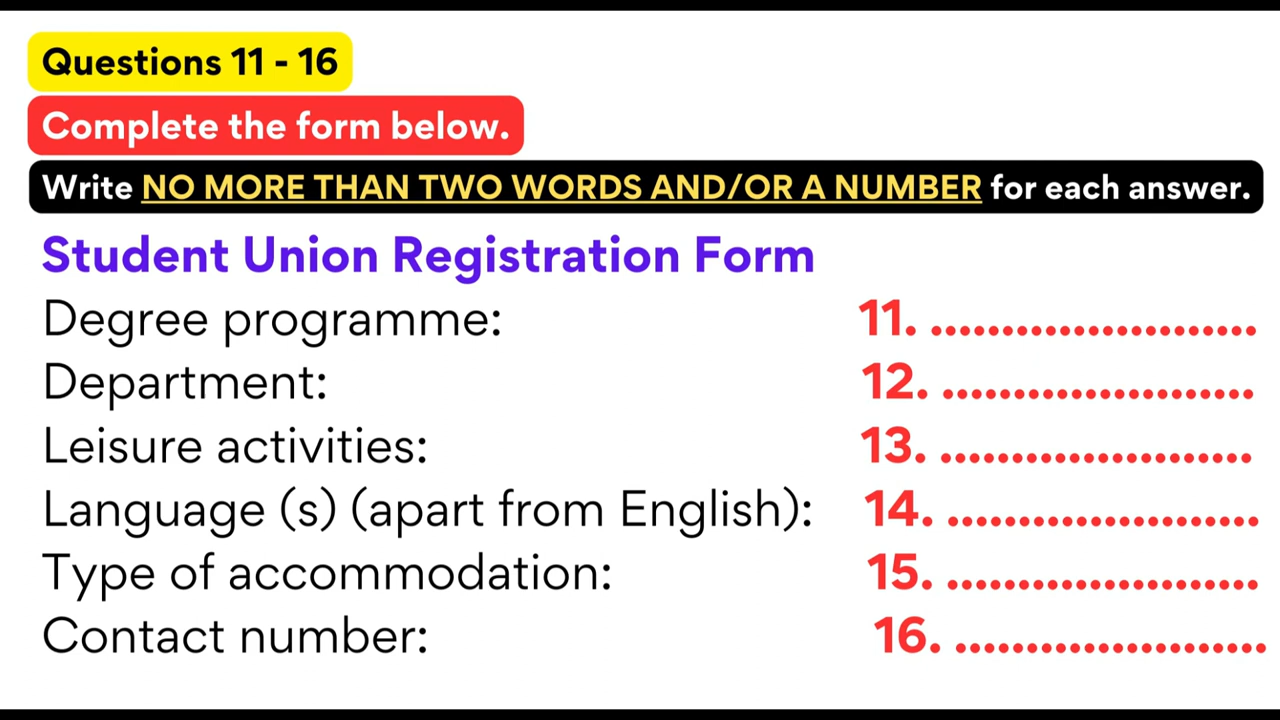 Questions 11 - 16
Complete the form below.
Write NO MORE THAN TWO WORDS AND/OR A NUMBER for each answer.
Student Union Registration Form
Degree programme: 11. .......................
Department: 12. ......................
Leisure activities: 13. ......................
Language (s) (apart from English): 14. ......................
Type of accommodation: 15. ......................
Contact number: 16. ......................